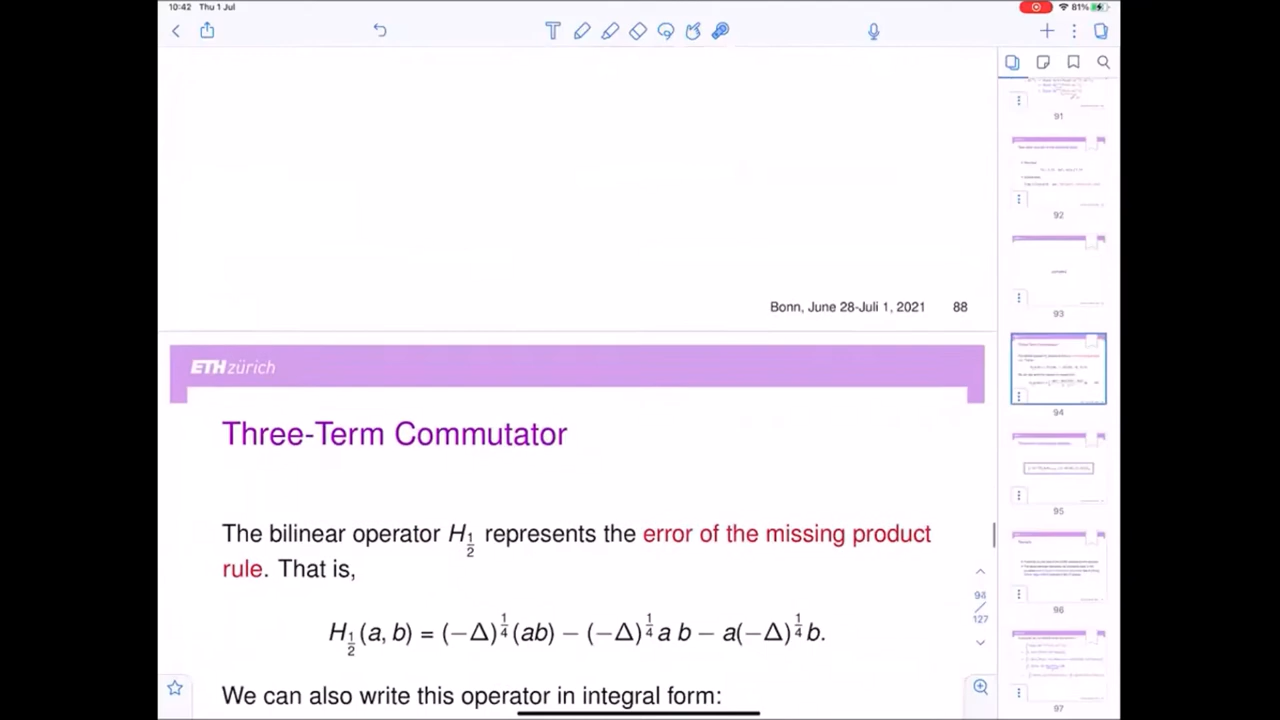 10:42 Thu 1 Jul
81%
Bonn, June 28-Juli 1, 2021 88
ETH zürich
Three-Term Commutator
The bilinear operator H_{1/2} represents the error of the missing product
rule. That is,
H_{1/2}(a, b) = (−Δ)^{1/4}(ab) − (−Δ)^{1/4}a b − a(−Δ)^{1/4}b.
We can also write this operator in integral form:
94
/
127
91
92
93
94
95
96
97